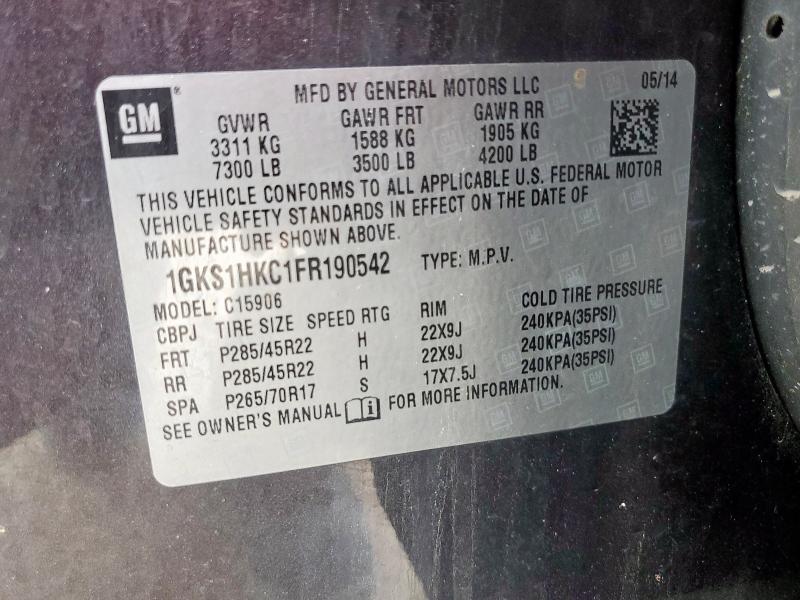 MFD BY GENERAL MOTORS LLC 05/14
GM ®
GVWR GAWR FRT GAWR RR
3311 KG 1588 KG 1905 KG
7300 LB 3500 LB 4200 LB
THIS VEHICLE CONFORMS TO ALL APPLICABLE U.S. FEDERAL MOTOR
VEHICLE SAFETY STANDARDS IN EFFECT ON THE DATE OF
MANUFACTURE SHOWN ABOVE.
1GKS1HKC1FR190542 TYPE: M.P.V.
MODEL: C15906
CBPJ TIRE SIZE SPEED RTG RIM COLD TIRE PRESSURE
FRT P285/45R22 H 22X9J 240KPA(35PSI)
RR P285/45R22 H 22X9J 240KPA(35PSI)
SPA P265/70R17 S 17X7.5J 240KPA(35PSI)
SEE OWNER'S MANUAL i FOR MORE INFORMATION.